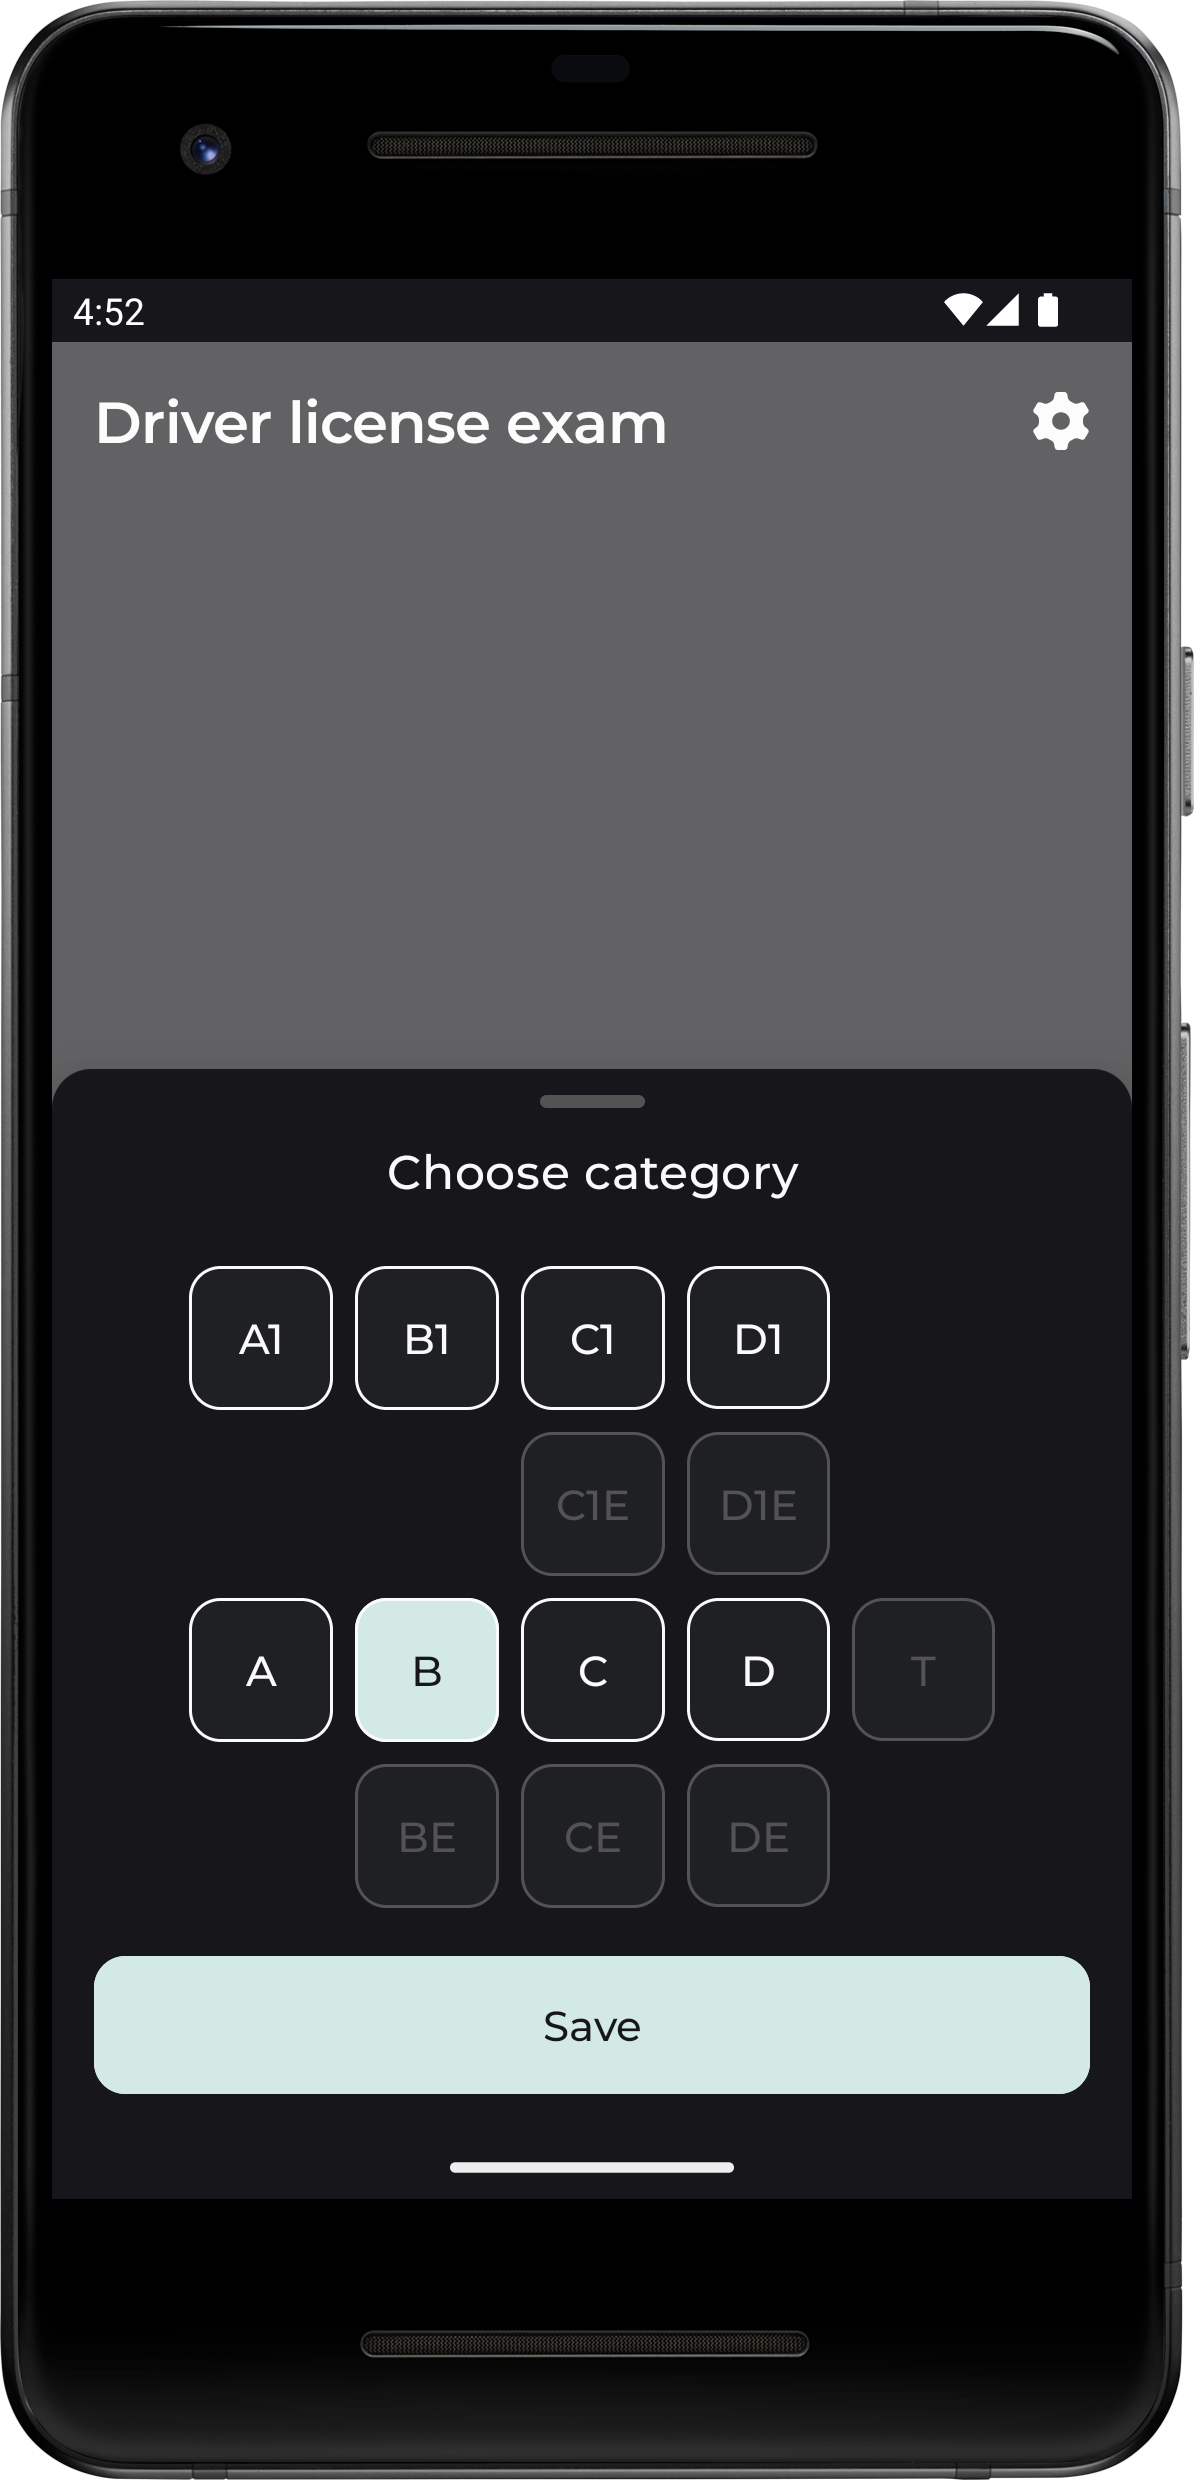 4:52
Driver license exam
Choose category
A1 B1 C1 D1
C1E D1E
A B C D T
BE CE DE
Save